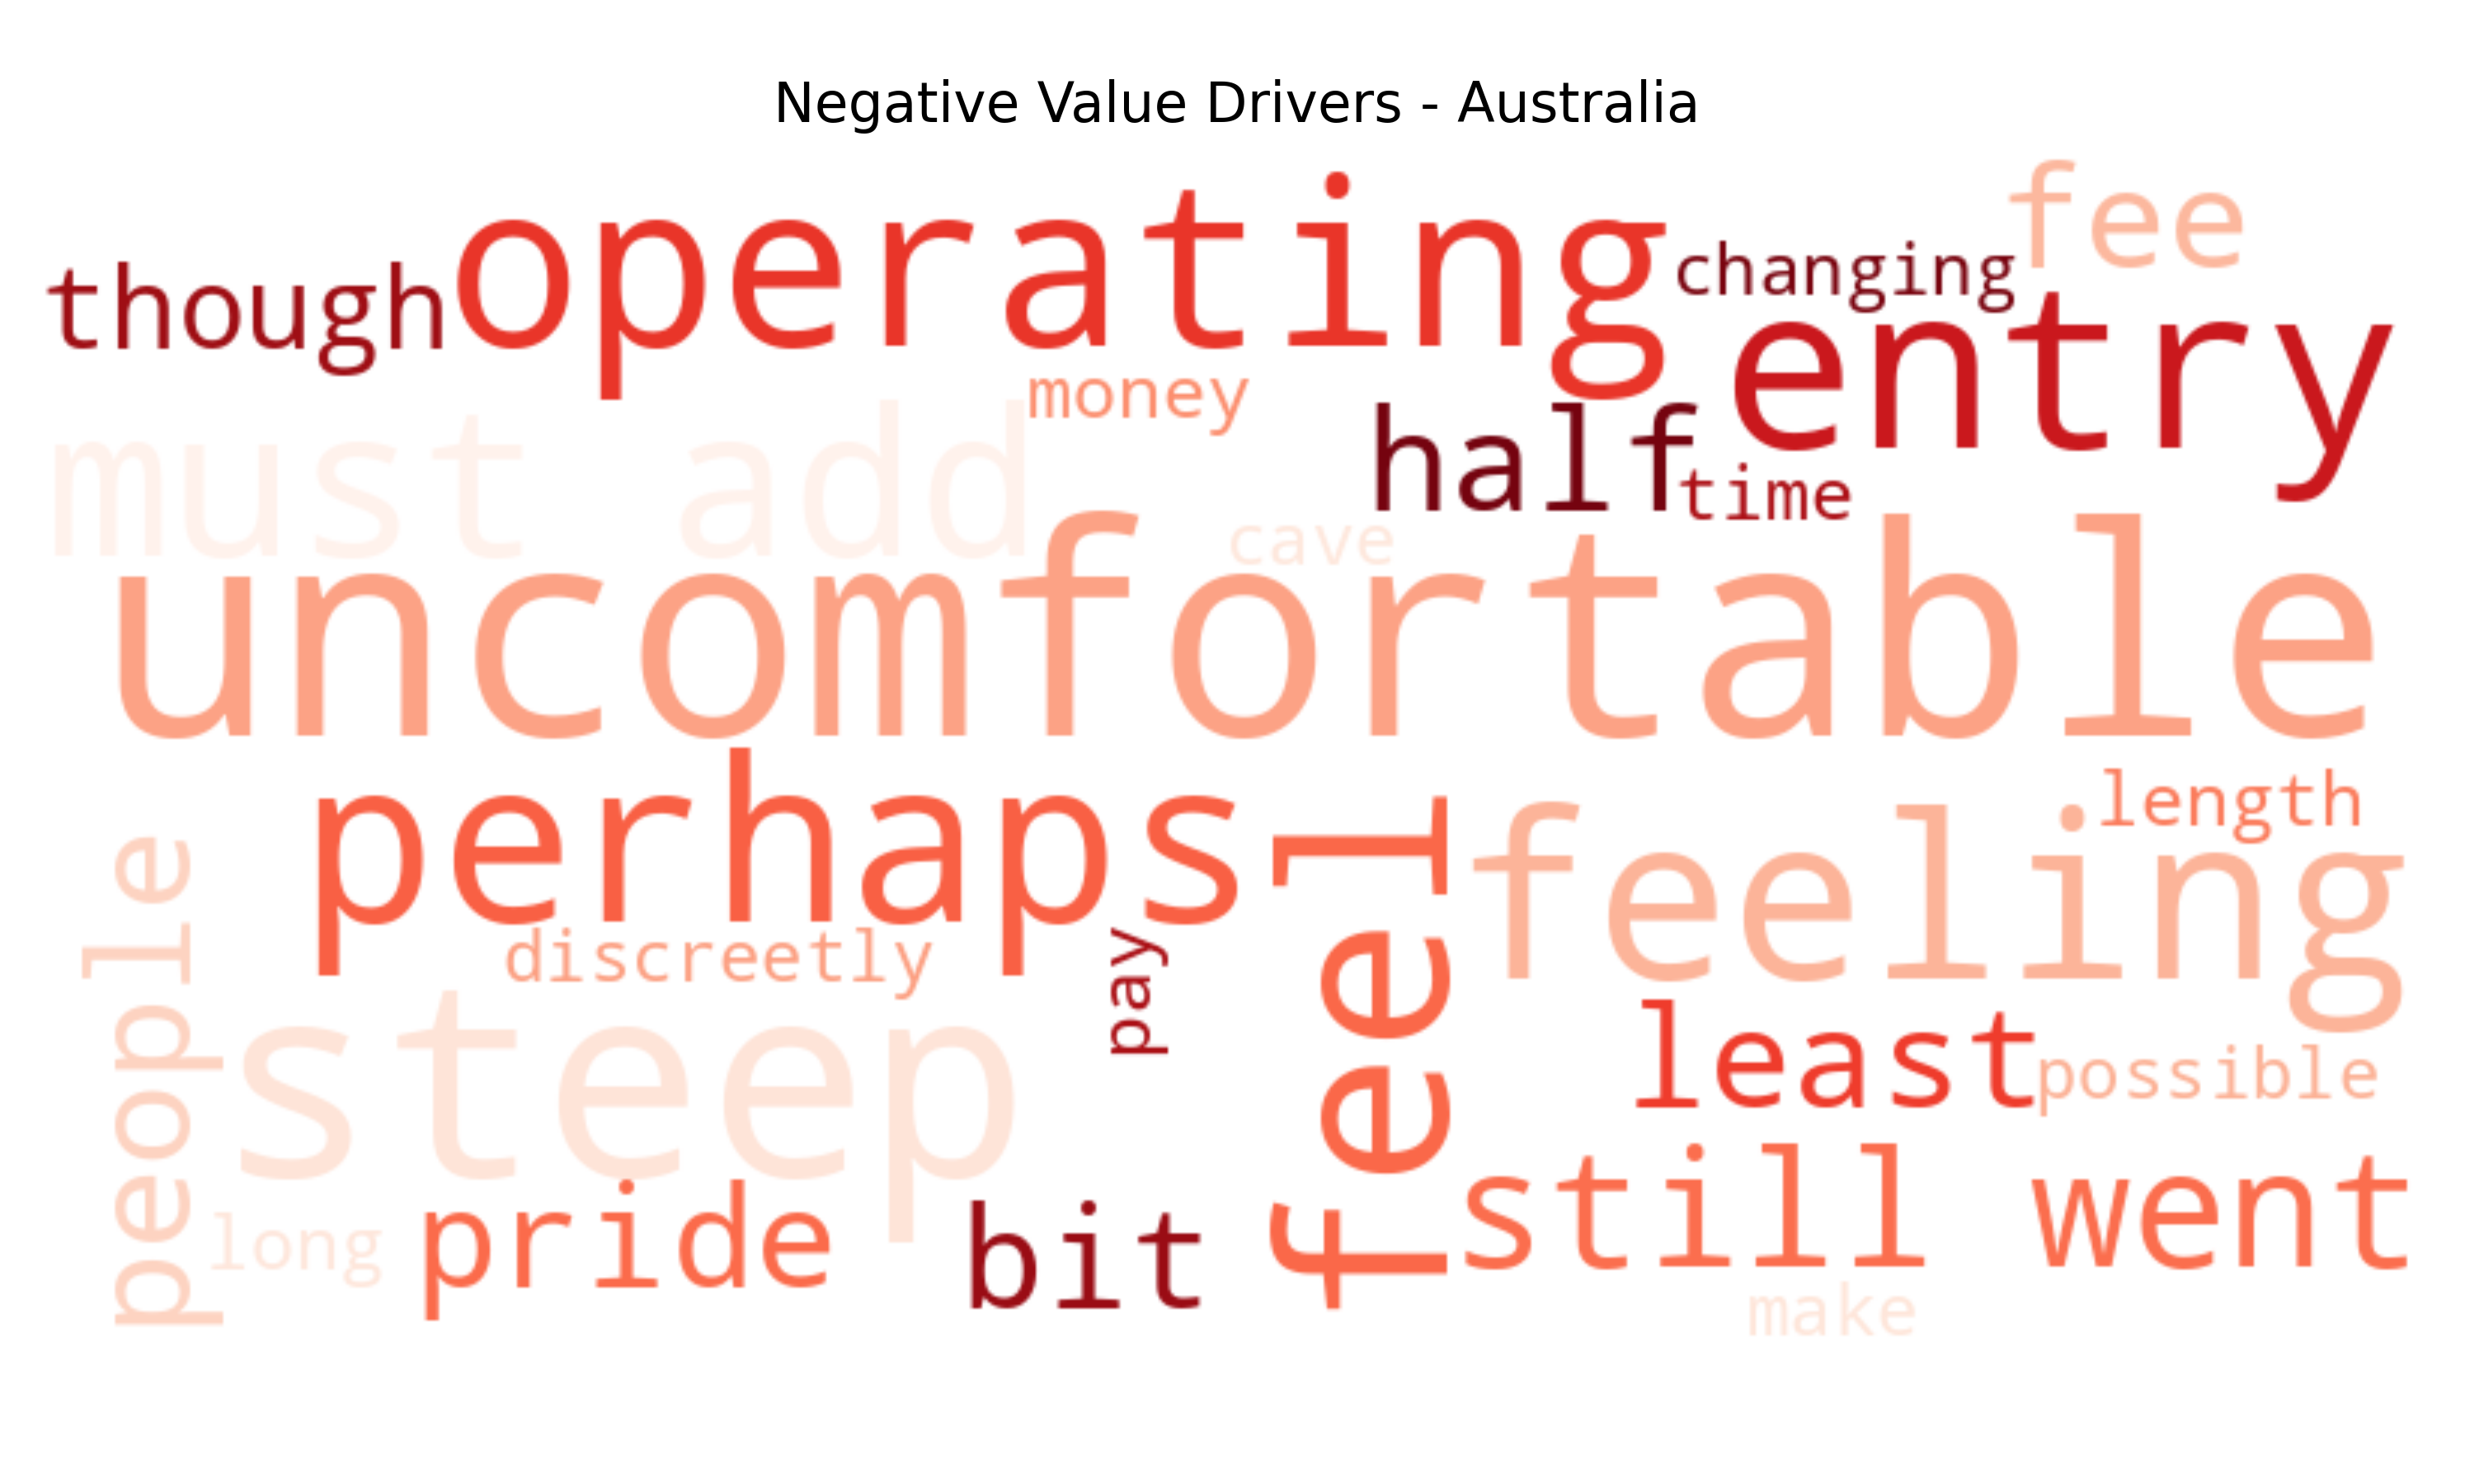 Negative Value Drivers - Australia
fee
operating
changing
though
entry
money
must add
half
time
cave
uncomfortable
perhaps
length
feel
feeling
people
discreetly
pay
steep
least
possible
still went
pride
bit
long
make